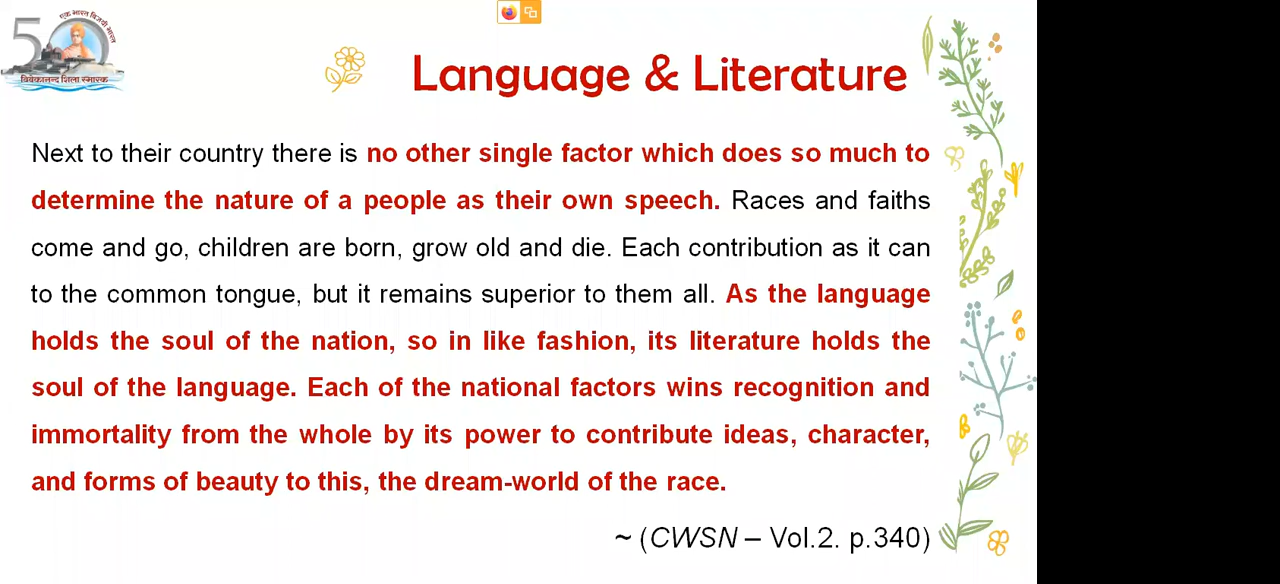 50
एक भारत विजयी भारत
विवेकानन्द शिला स्मारक
Language & Literature
Next to their country there is no other single factor which does so much to
determine the nature of a people as their own speech. Races and faiths
come and go, children are born, grow old and die. Each contribution as it can
to the common tongue, but it remains superior to them all. As the language
holds the soul of the nation, so in like fashion, its literature holds the
soul of the language. Each of the national factors wins recognition and
immortality from the whole by its power to contribute ideas, character,
and forms of beauty to this, the dream-world of the race.
~ (CWSN – Vol.2. p.340)